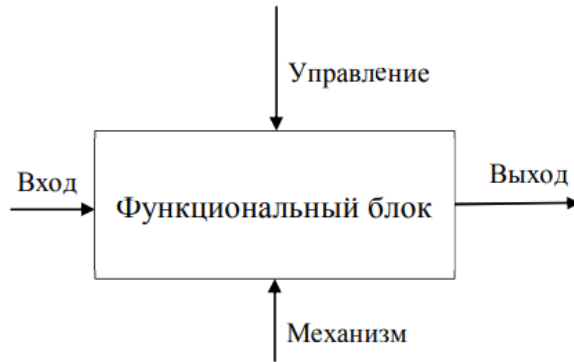 Управление
Вход
Выход
Функциональный блок
Механизм